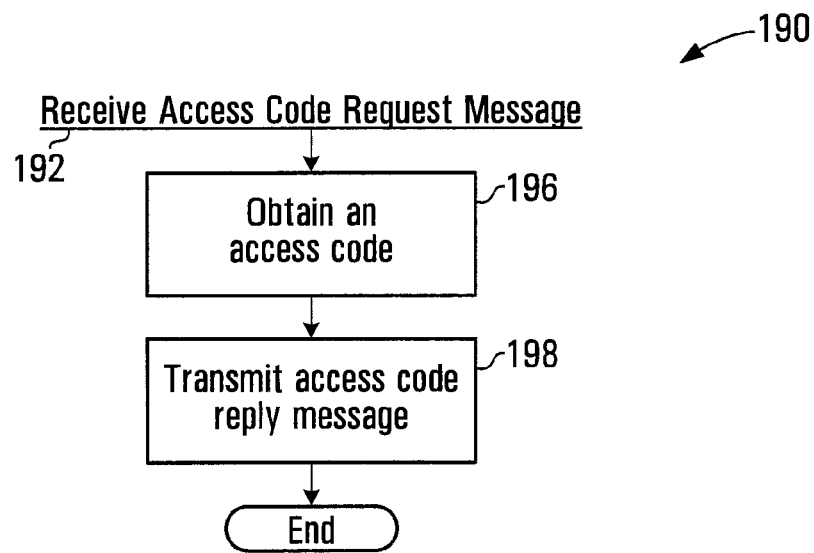 190
Receive Access Code Request Message
192
196
Obtain an
access code
198
Transmit access code
reply message
End